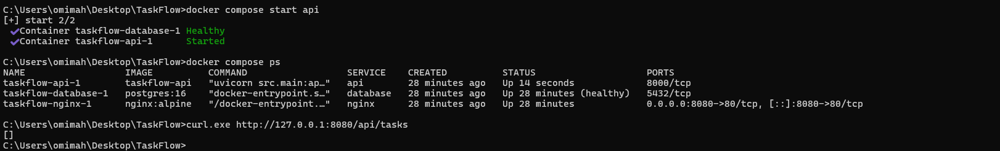 C:\Users\omimah\Desktop\TaskFlow>docker compose start api
[+] start 2/2
✔Container taskflow-database-1 Healthy
✔Container taskflow-api-1      Started
C:\Users\omimah\Desktop\TaskFlow>docker compose ps
NAME                  IMAGE          COMMAND                  SERVICE    CREATED          STATUS                    PORTS
taskflow-api-1        taskflow-api   "uvicorn src.main:ap…"   api        28 minutes ago   Up 14 seconds             8000/tcp
taskflow-database-1   postgres:16    "docker-entrypoint.s…"   database   28 minutes ago   Up 28 minutes (healthy)   5432/tcp
taskflow-nginx-1      nginx:alpine   "/docker-entrypoint.…"   nginx      28 minutes ago   Up 28 minutes             0.0.0.0:8080->80/tcp, [::]:8080->80/tcp
C:\Users\omimah\Desktop\TaskFlow>curl.exe http://127.0.0.1:8080/api/tasks
[]
C:\Users\omimah\Desktop\TaskFlow>